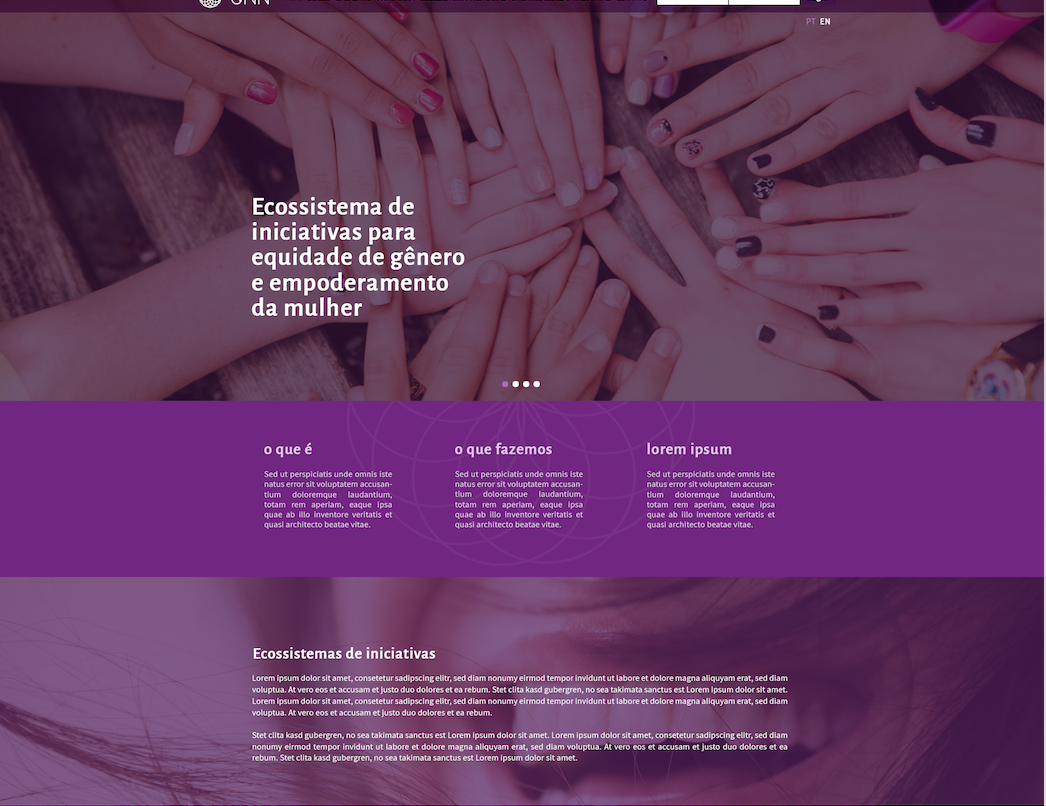 PT EN
Ecossistema de
iniciativas para
equidade de gênero
e empoderamento
da mulher
o que é
Sed ut perspiciatis unde omnis iste
natus error sit voluptatem accusan-
tium doloremque laudantium,
totam rem aperiam, eaque ipsa
quae ab illo inventore veritatis et
quasi architecto beatae vitae.
o que fazemos
Sed ut perspiciatis unde omnis iste
natus error sit voluptatem accusan-
tium doloremque laudantium,
totam rem aperiam, eaque ipsa
quae ab illo inventore veritatis et
quasi architecto beatae vitae.
lorem ipsum
Sed ut perspiciatis unde omnis iste
natus error sit voluptatem accusan-
tium doloremque laudantium,
totam rem aperiam, eaque ipsa
quae ab illo inventore veritatis et
quasi architecto beatae vitae.
Ecossistemas de iniciativas
Lorem ipsum dolor sit amet, consetetur sadipscing elitr, sed diam nonumy eirmod tempor invidunt ut labore et dolore magna aliquyam erat, sed diam
voluptua. At vero eos et accusam et justo duo dolores et ea rebum. Stet clita kasd gubergren, no sea takimata sanctus est Lorem ipsum dolor sit amet.
Lorem ipsum dolor sit amet, consetetur sadipscing elitr, sed diam nonumy eirmod tempor invidunt ut labore et dolore magna aliquyam erat, sed diam
voluptua. At vero eos et accusam et justo duo dolores et ea rebum.
Stet clita kasd gubergren, no sea takimata sanctus est Lorem ipsum dolor sit amet. Lorem ipsum dolor sit amet, consetetur sadipscing elitr, sed diam
nonumy eirmod tempor invidunt ut labore et dolore magna aliquyam erat, sed diam voluptua. At vero eos et accusam et justo duo dolores et ea
rebum. Stet clita kasd gubergren, no sea takimata sanctus est Lorem ipsum dolor sit amet.